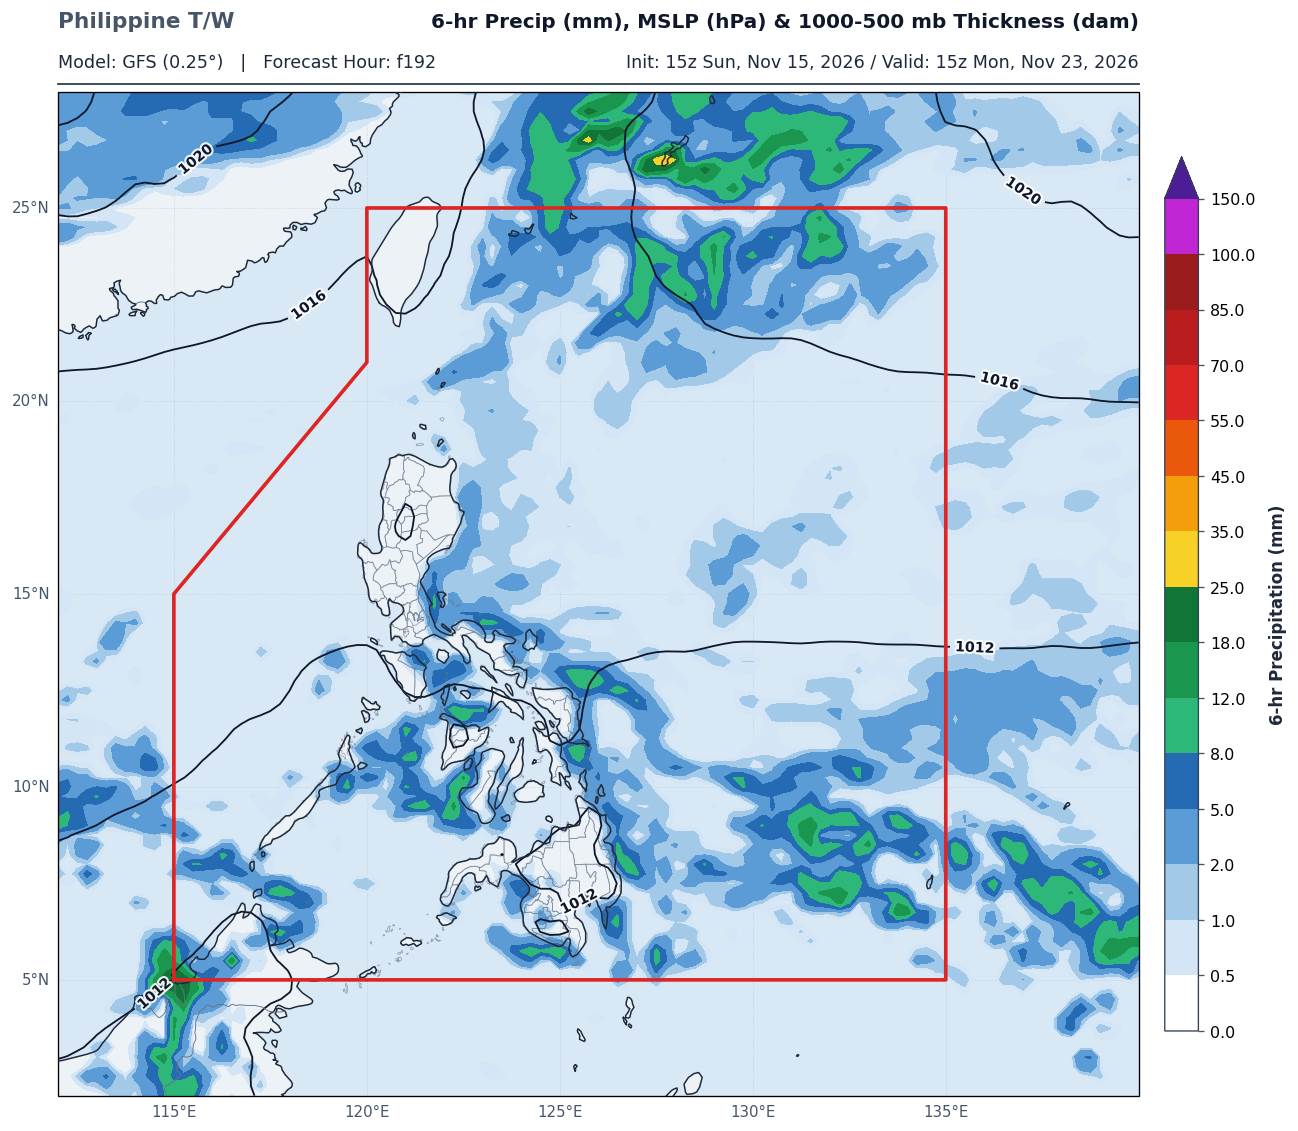 Philippine T/W
6-hr Precip (mm), MSLP (hPa) & 1000-500 mb Thickness (dam)
Model: GFS (0.25°) | Forecast Hour: f192
Init: 15z Sun, Nov 15, 2026 / Valid: 15z Mon, Nov 23, 2026
1020
1020
1016
1016
1012
1012
1012
25°N
20°N
15°N
10°N
5°N
115°E
120°E
125°E
130°E
135°E
150.0
100.0
85.0
70.0
55.0
45.0
35.0
25.0
18.0
12.0
8.0
5.0
2.0
1.0
0.5
0.0
6-hr Precipitation (mm)